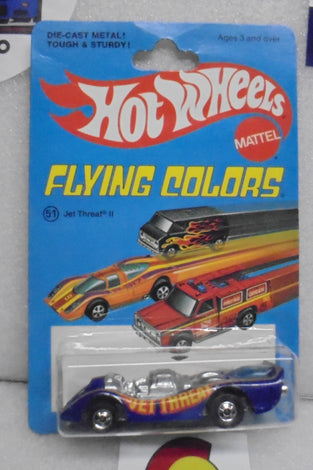 DIE-CAST METAL!
TOUGH & STURDY!
Ages 3 and over
HOT WHEELS
MATTEL
FLYING COLORS
51 Jet Threat® II
JET THREAT